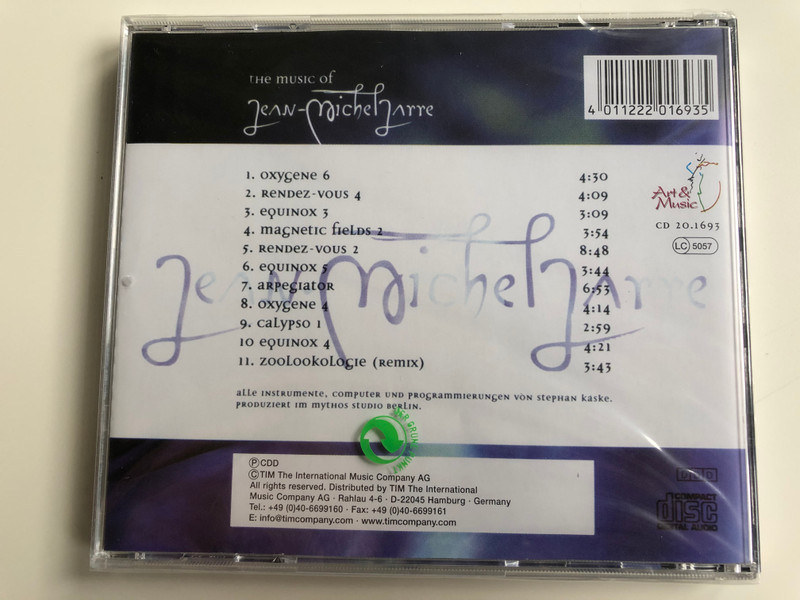 THE MUSIC OF
JEAN-MICHEL JARRE
4 011222 016935
1. OXYGENE 6 4:30
2. RENDEZ-VOUS 4 4:09
3. EQUINOX 3 3:09
4. MAGNETIC FIELDS 2 3:54
5. RENDEZ-VOUS 2 8:48
6. EQUINOX 5 3:44
7. ARPEGIATOR 6:53
8. OXYGENE 4 4:14
9. CALYPSO 1 2:59
10 EQUINOX 4 4:21
11. ZOOLOOKOLOGIE (REMIX) 3:43
Art &
Music
CD 20.1693
LC 5057
Jean-Michel Jarre
ALLE INSTRUMENTE, COMPUTER UND PROGRAMMIERUNGEN VON STEPHAN KASKE.
PRODUZIERT IM MYTHOS STUDIO BERLIN.
DER GRÜNE PUNKT
Ⓟ CDD
© TIM The International Music Company AG
All rights reserved. Distributed by TIM The International
Music Company AG · Rahlau 4-6 · D-22045 Hamburg · Germany
Tel.: +49 (0)40-6699160 · Fax: +49 (0)40-6699161
E: info@timcompany.com · www.timcompany.com
COMPACT
disc
DIGITAL AUDIO